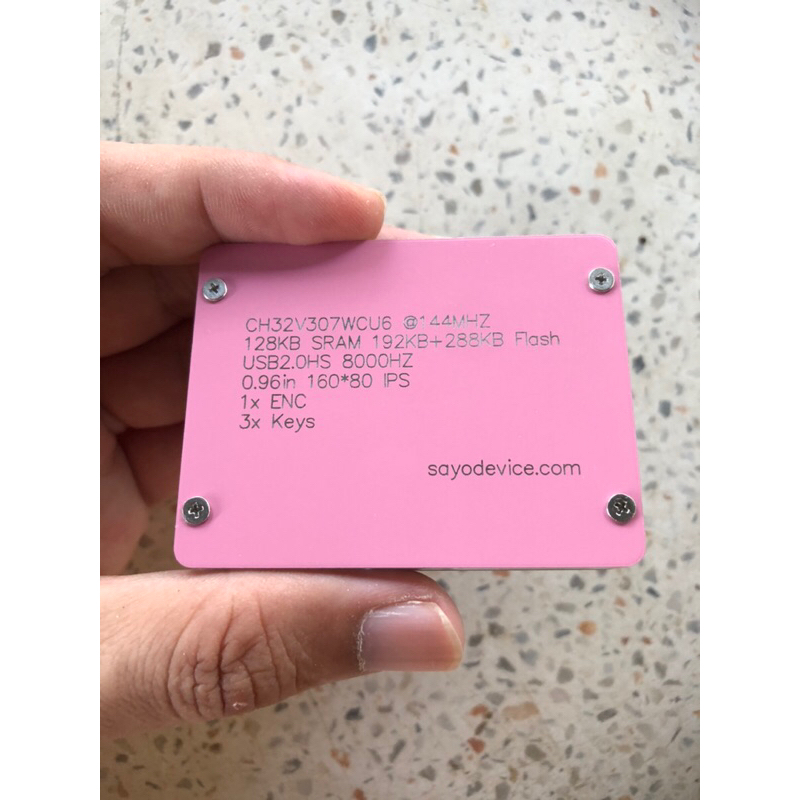 CH32V307WCU6 @144MHZ
128KB SRAM 192KB+288KB Flash
USB2.0HS 8000HZ
0.96in 160*80 IPS
1x ENC
3x Keys
sayodevice.com